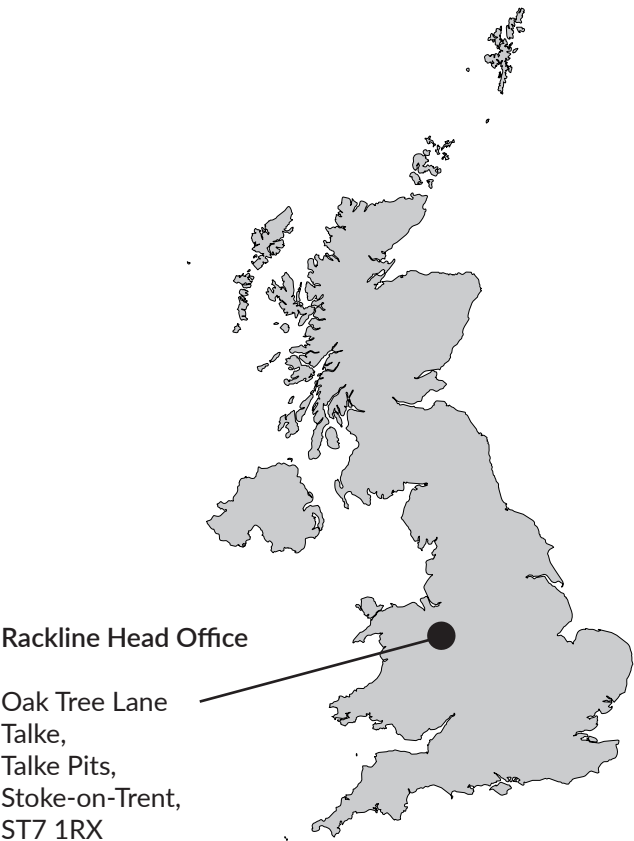 Rackline Head Office
Oak Tree Lane
Talke,
Talke Pits,
Stoke-on-Trent,
ST7 1RX